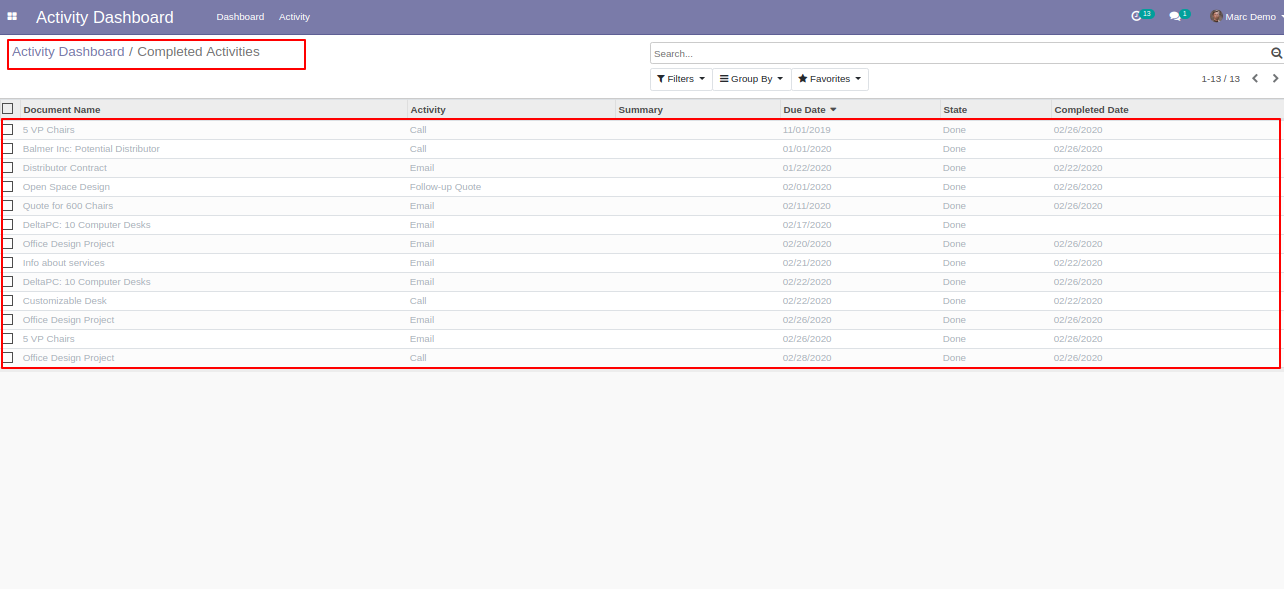 Activity Dashboard Dashboard Activity 13 1 Marc Demo
Activity Dashboard / Completed Activities
Search...
Filters Group By Favorites 1-13 / 13
Document Name Activity Summary Due Date State Completed Date
5 VP Chairs Call 11/01/2019 Done 02/26/2020
Balmer Inc: Potential Distributor Call 01/01/2020 Done 02/26/2020
Distributor Contract Email 01/22/2020 Done 02/22/2020
Open Space Design Follow-up Quote 02/01/2020 Done 02/26/2020
Quote for 600 Chairs Email 02/11/2020 Done 02/26/2020
DeltaPC: 10 Computer Desks Email 02/17/2020 Done
Office Design Project Email 02/20/2020 Done 02/26/2020
Info about services Email 02/21/2020 Done 02/22/2020
DeltaPC: 10 Computer Desks Email 02/22/2020 Done 02/26/2020
Customizable Desk Call 02/22/2020 Done 02/22/2020
Office Design Project Email 02/26/2020 Done 02/26/2020
5 VP Chairs Email 02/26/2020 Done 02/26/2020
Office Design Project Call 02/28/2020 Done 02/26/2020